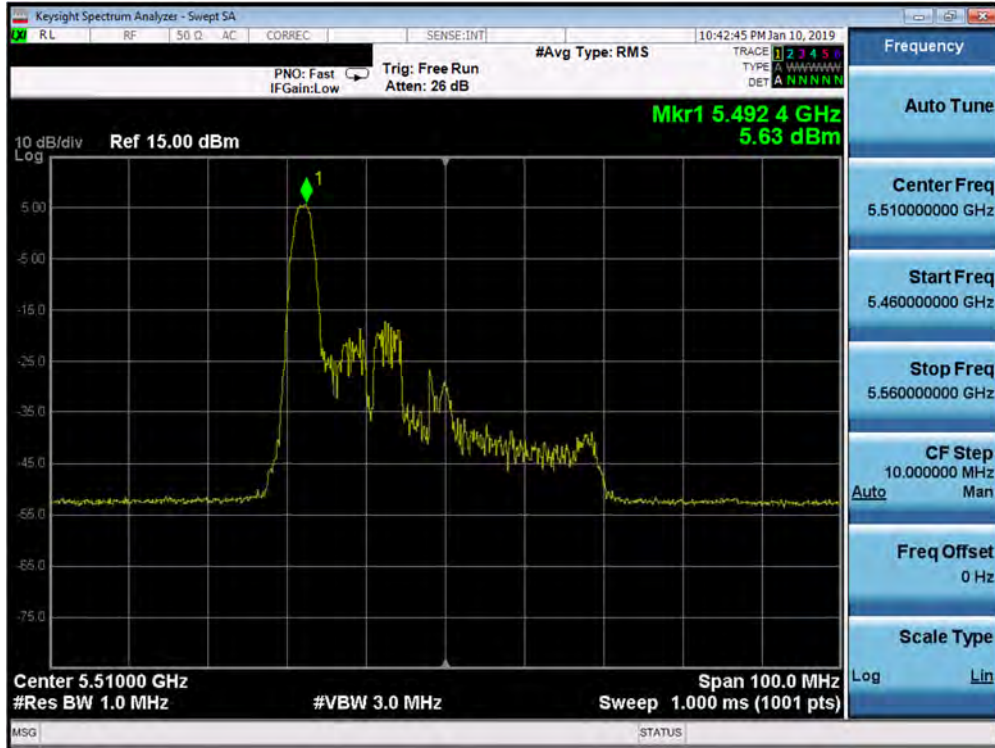 Keysight Spectrum Analyzer - Swept SA
LXI RL RF 50 Ω AC CORREC SENSE:INT 10:42:45 PM Jan 10, 2019
#Avg Type: RMS TRACE 1 2 3 4 5 6
PNO: Fast Trig: Free Run TYPE A WWWWW
IFGain:Low Atten: 26 dB DET A N N N N N
Mkr1 5.492 4 GHz
5.63 dBm
10 dB/div Ref 15.00 dBm
Log
1
5.00
-5.00
-15.0
-25.0
-35.0
-45.0
-55.0
-65.0
-75.0
Center 5.51000 GHz Span 100.0 MHz
#Res BW 1.0 MHz #VBW 3.0 MHz Sweep 1.000 ms (1001 pts)
MSG STATUS
Frequency
Auto Tune
Center Freq
5.510000000 GHz
Start Freq
5.460000000 GHz
Stop Freq
5.560000000 GHz
CF Step
10.000000 MHz
Auto Man
Freq Offset
0 Hz
Scale Type
Log Lin